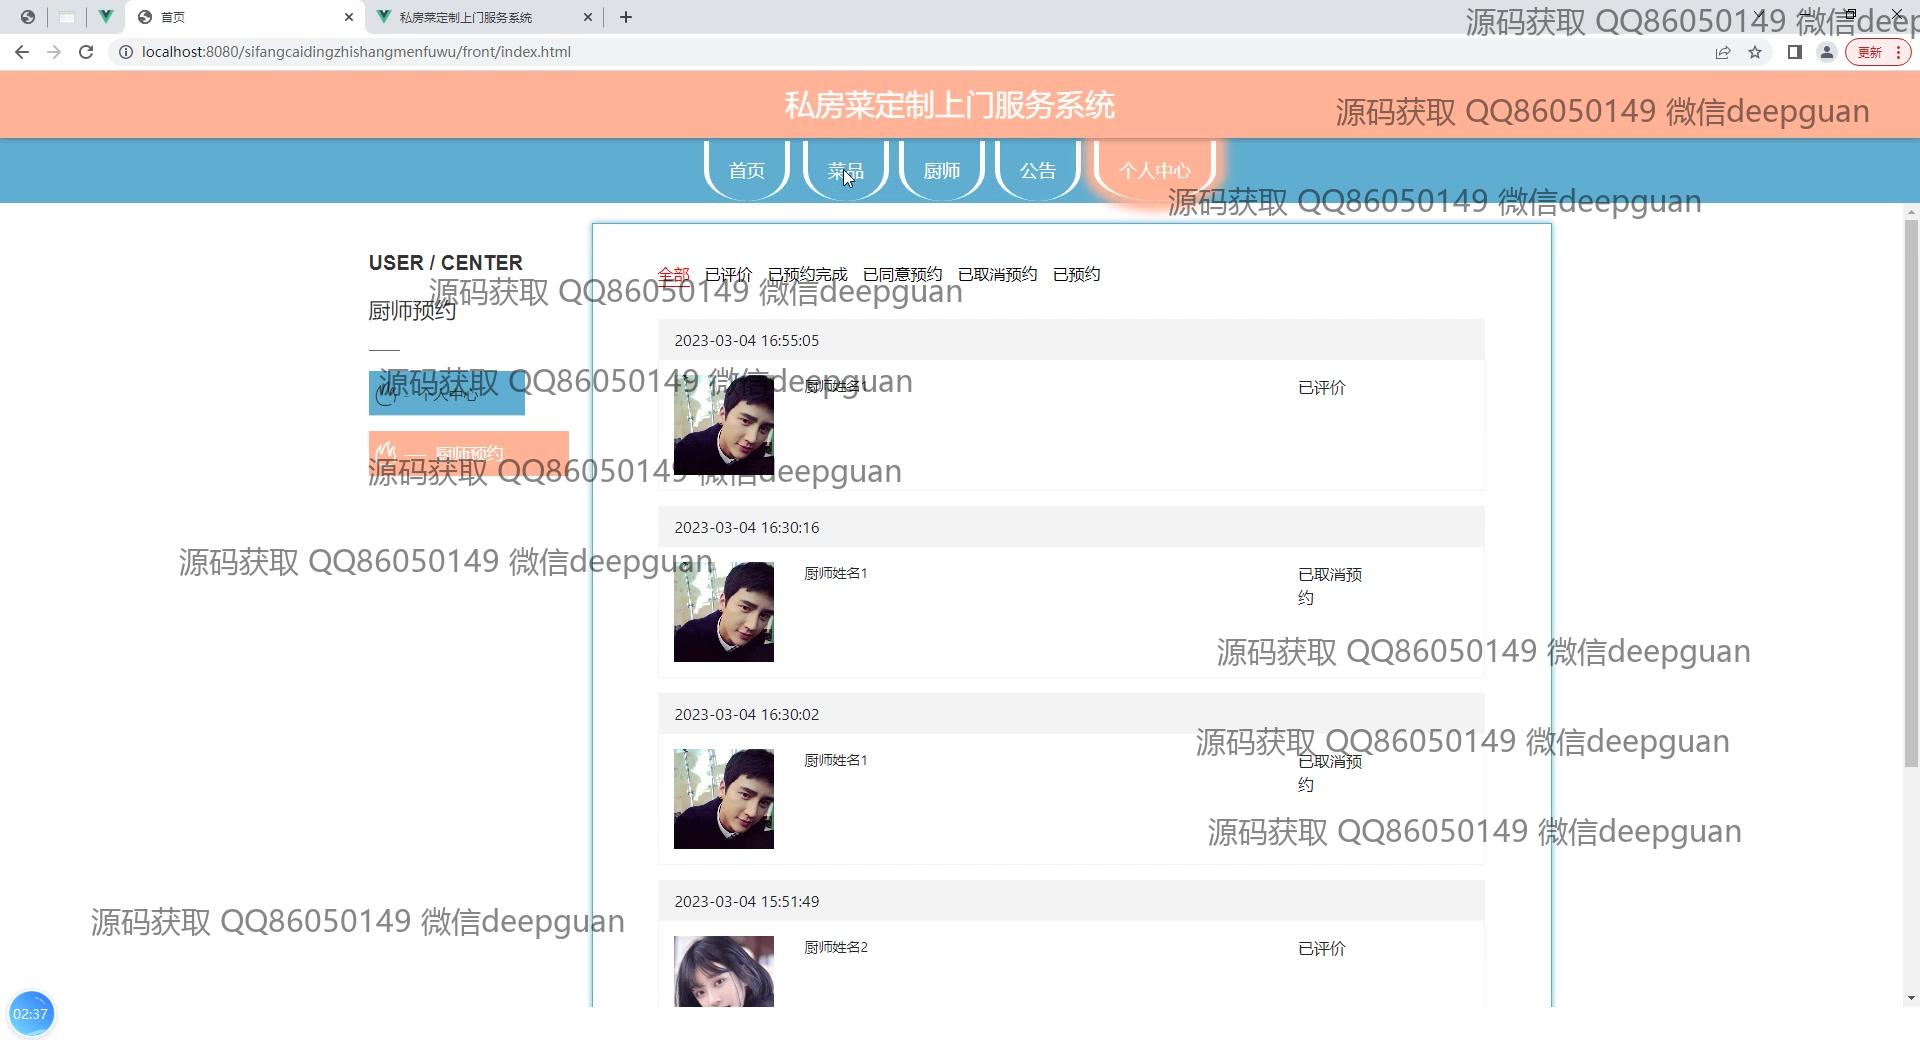 首页
私房菜定制上门服务系统
localhost:8080/sifangcaidingzhishangmenfuwu/front/index.html
更新
源码获取 QQ86050149 微信deep
私房菜定制上门服务系统
源码获取 QQ86050149 微信deepguan
首页 菜品 厨师 公告 个人中心
源码获取 QQ86050149 微信deepguan
USER / CENTER
全部 已评价 已预约完成 已同意预约 已取消预约 已预约
源码获取 QQ86050149 微信deepguan
厨师预约
2023-03-04 16:55:05
源码获取 QQ86050149 微信deepguan
个人中心
厨师姓名1
已评价
厨师预约
源码获取 QQ86050149 微信deepguan
2023-03-04 16:30:16
源码获取 QQ86050149 微信deepguan
厨师姓名1
已取消预
约
源码获取 QQ86050149 微信deepguan
2023-03-04 16:30:02
源码获取 QQ86050149 微信deepguan
厨师姓名1
已取消预
约
源码获取 QQ86050149 微信deepguan
2023-03-04 15:51:49
源码获取 QQ86050149 微信deepguan
厨师姓名2
已评价
02:37